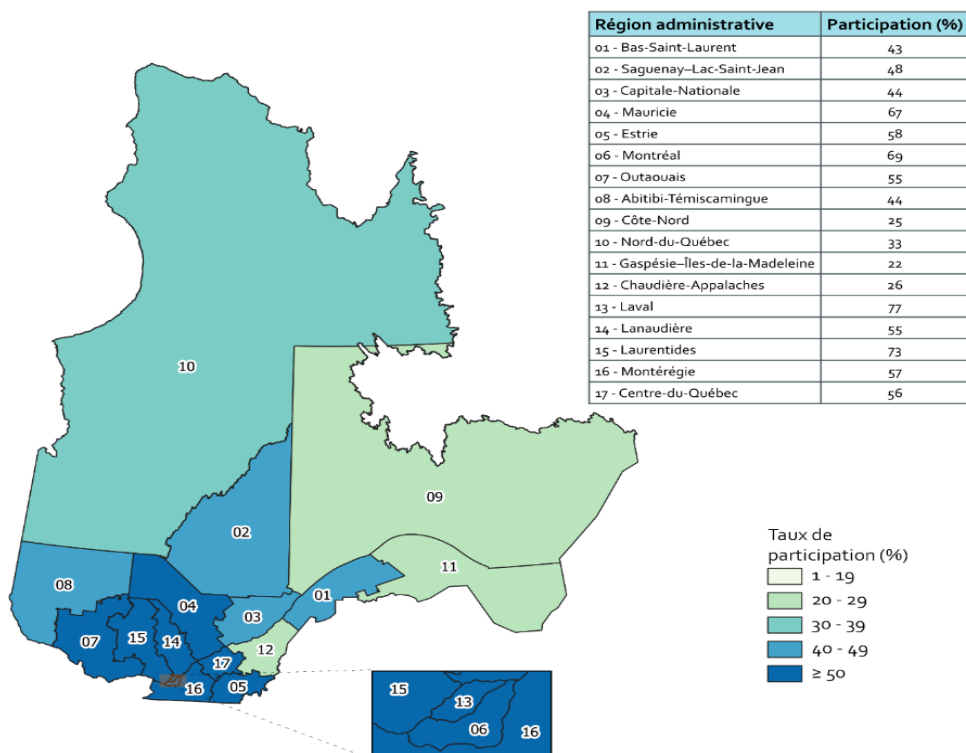 Région administrative Participation (%)
01 - Bas-Saint-Laurent 43
02 - Saguenay–Lac-Saint-Jean 48
03 - Capitale-Nationale 44
04 - Mauricie 67
05 - Estrie 58
06 - Montréal 69
07 - Outaouais 55
08 - Abitibi-Témiscamingue 44
09 - Côte-Nord 25
10 - Nord-du-Québec 33
11 - Gaspésie–Îles-de-la-Madeleine 22
12 - Chaudière-Appalaches 26
13 - Laval 77
14 - Lanaudière 55
15 - Laurentides 73
16 - Montérégie 57
17 - Centre-du-Québec 56
10
09
02
11
08
01
04
03
07
15
14
12
17
16
05
15
13
06
16
Taux de
participation (%)
1 - 19
20 - 29
30 - 39
40 - 49
≥ 50